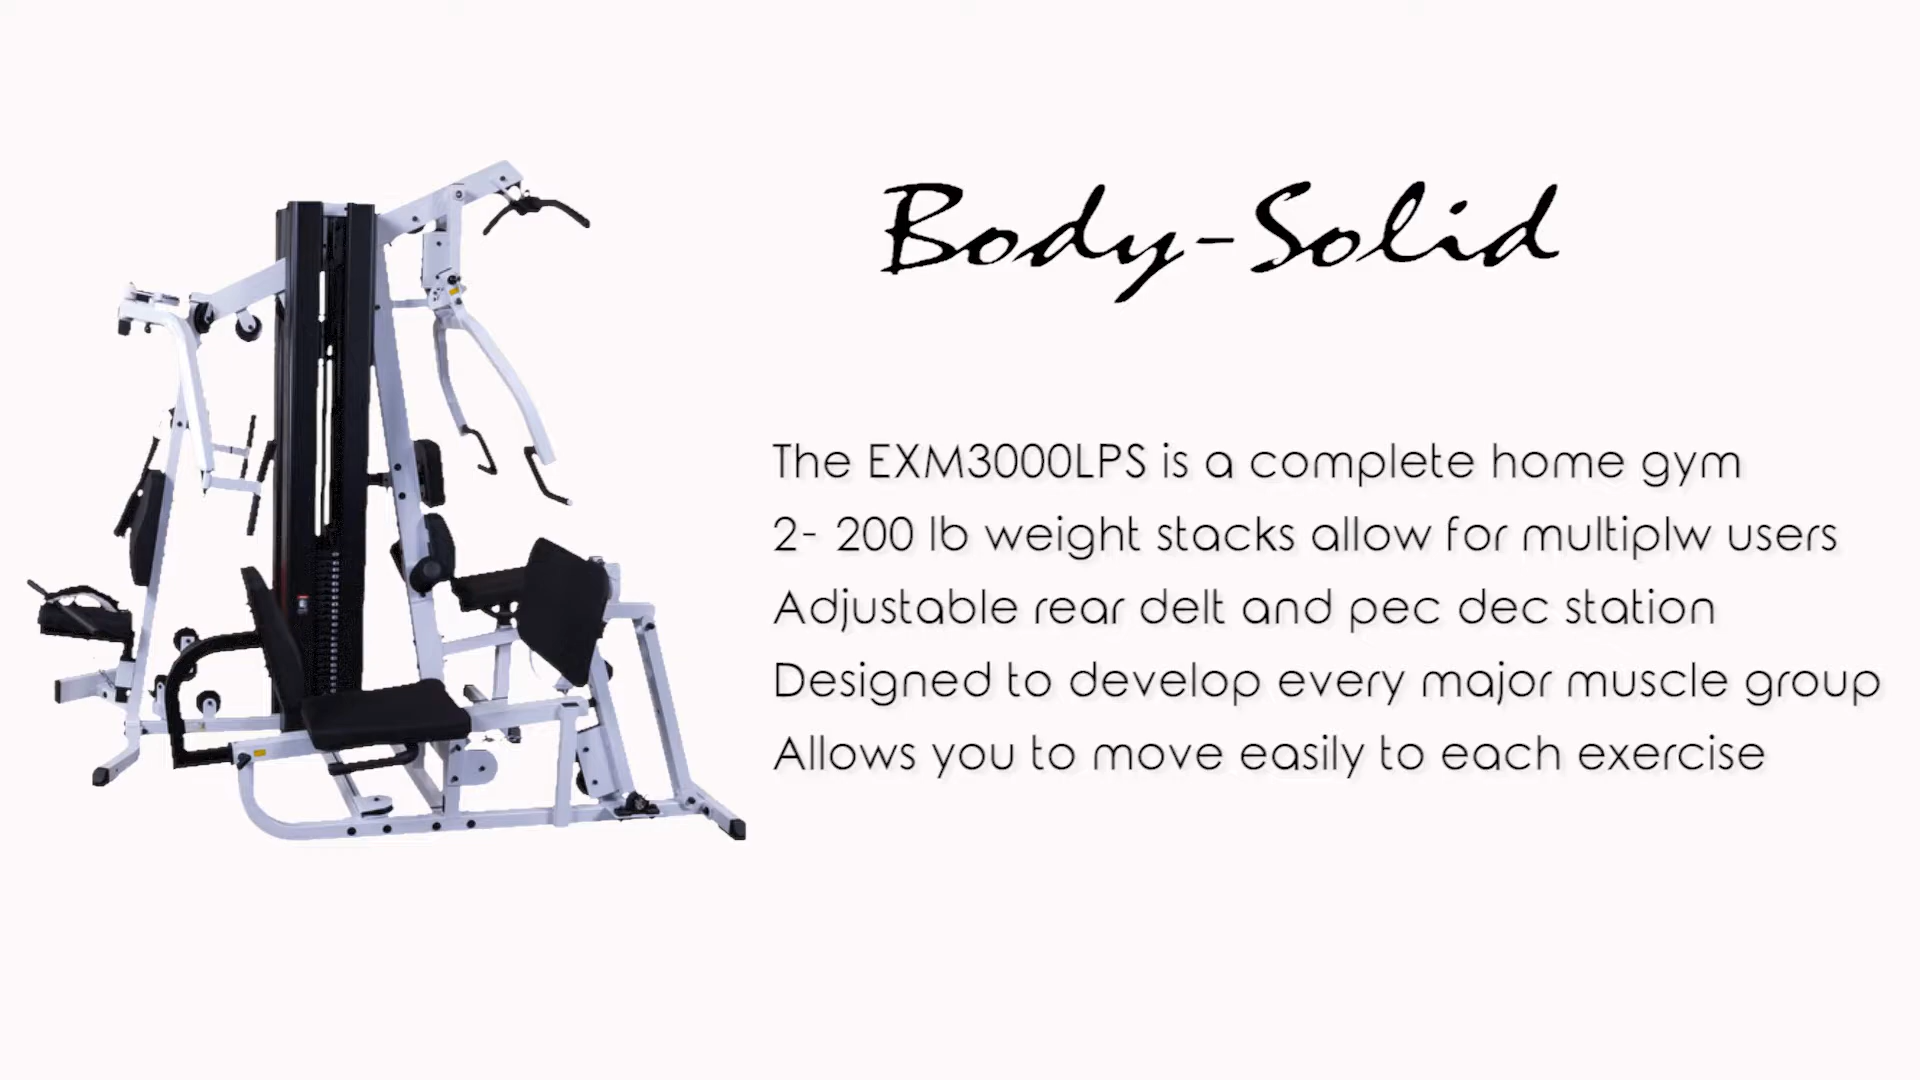 Body-Solid
The EXM3000LPS is a complete home gym
2- 200 lb weight stacks allow for multiplw users
Adjustable rear delt and pec dec station
Designed to develop every major muscle group
Allows you to move easily to each exercise